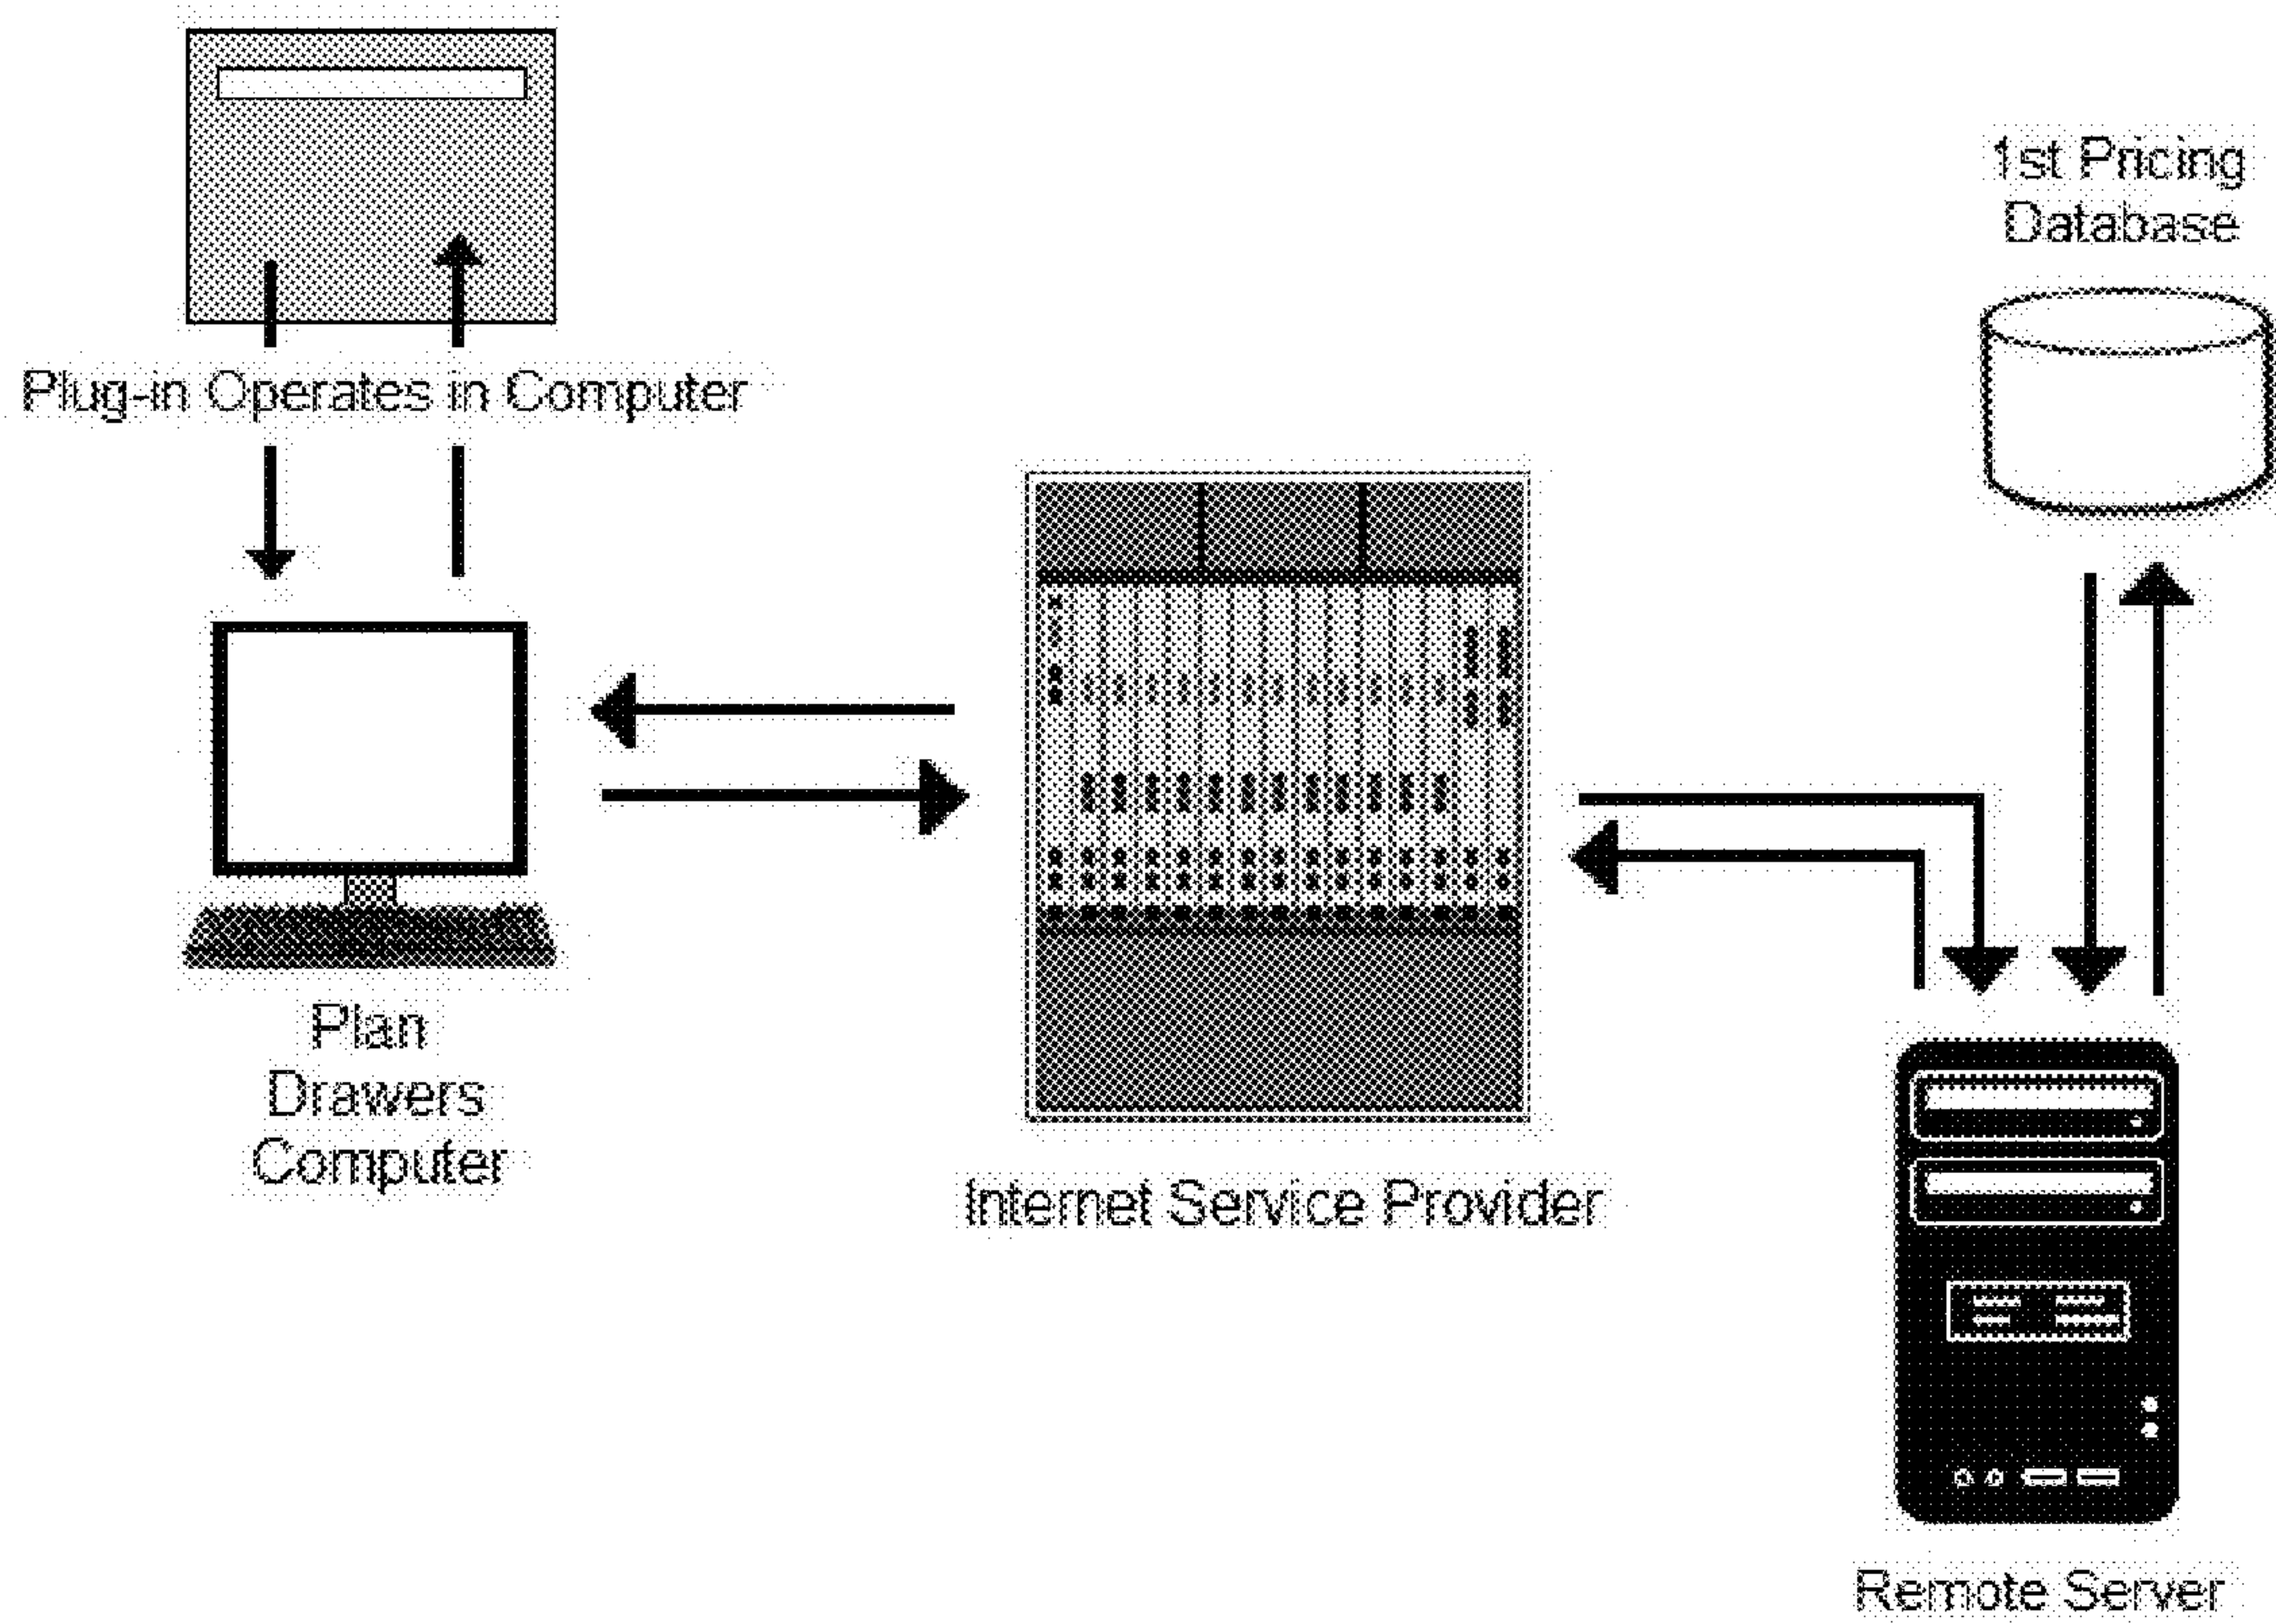 1st Pricing
Database
Plug-in Operates in Computer
Plan
Drawers
Computer
Internet Service Provider
Remote Server